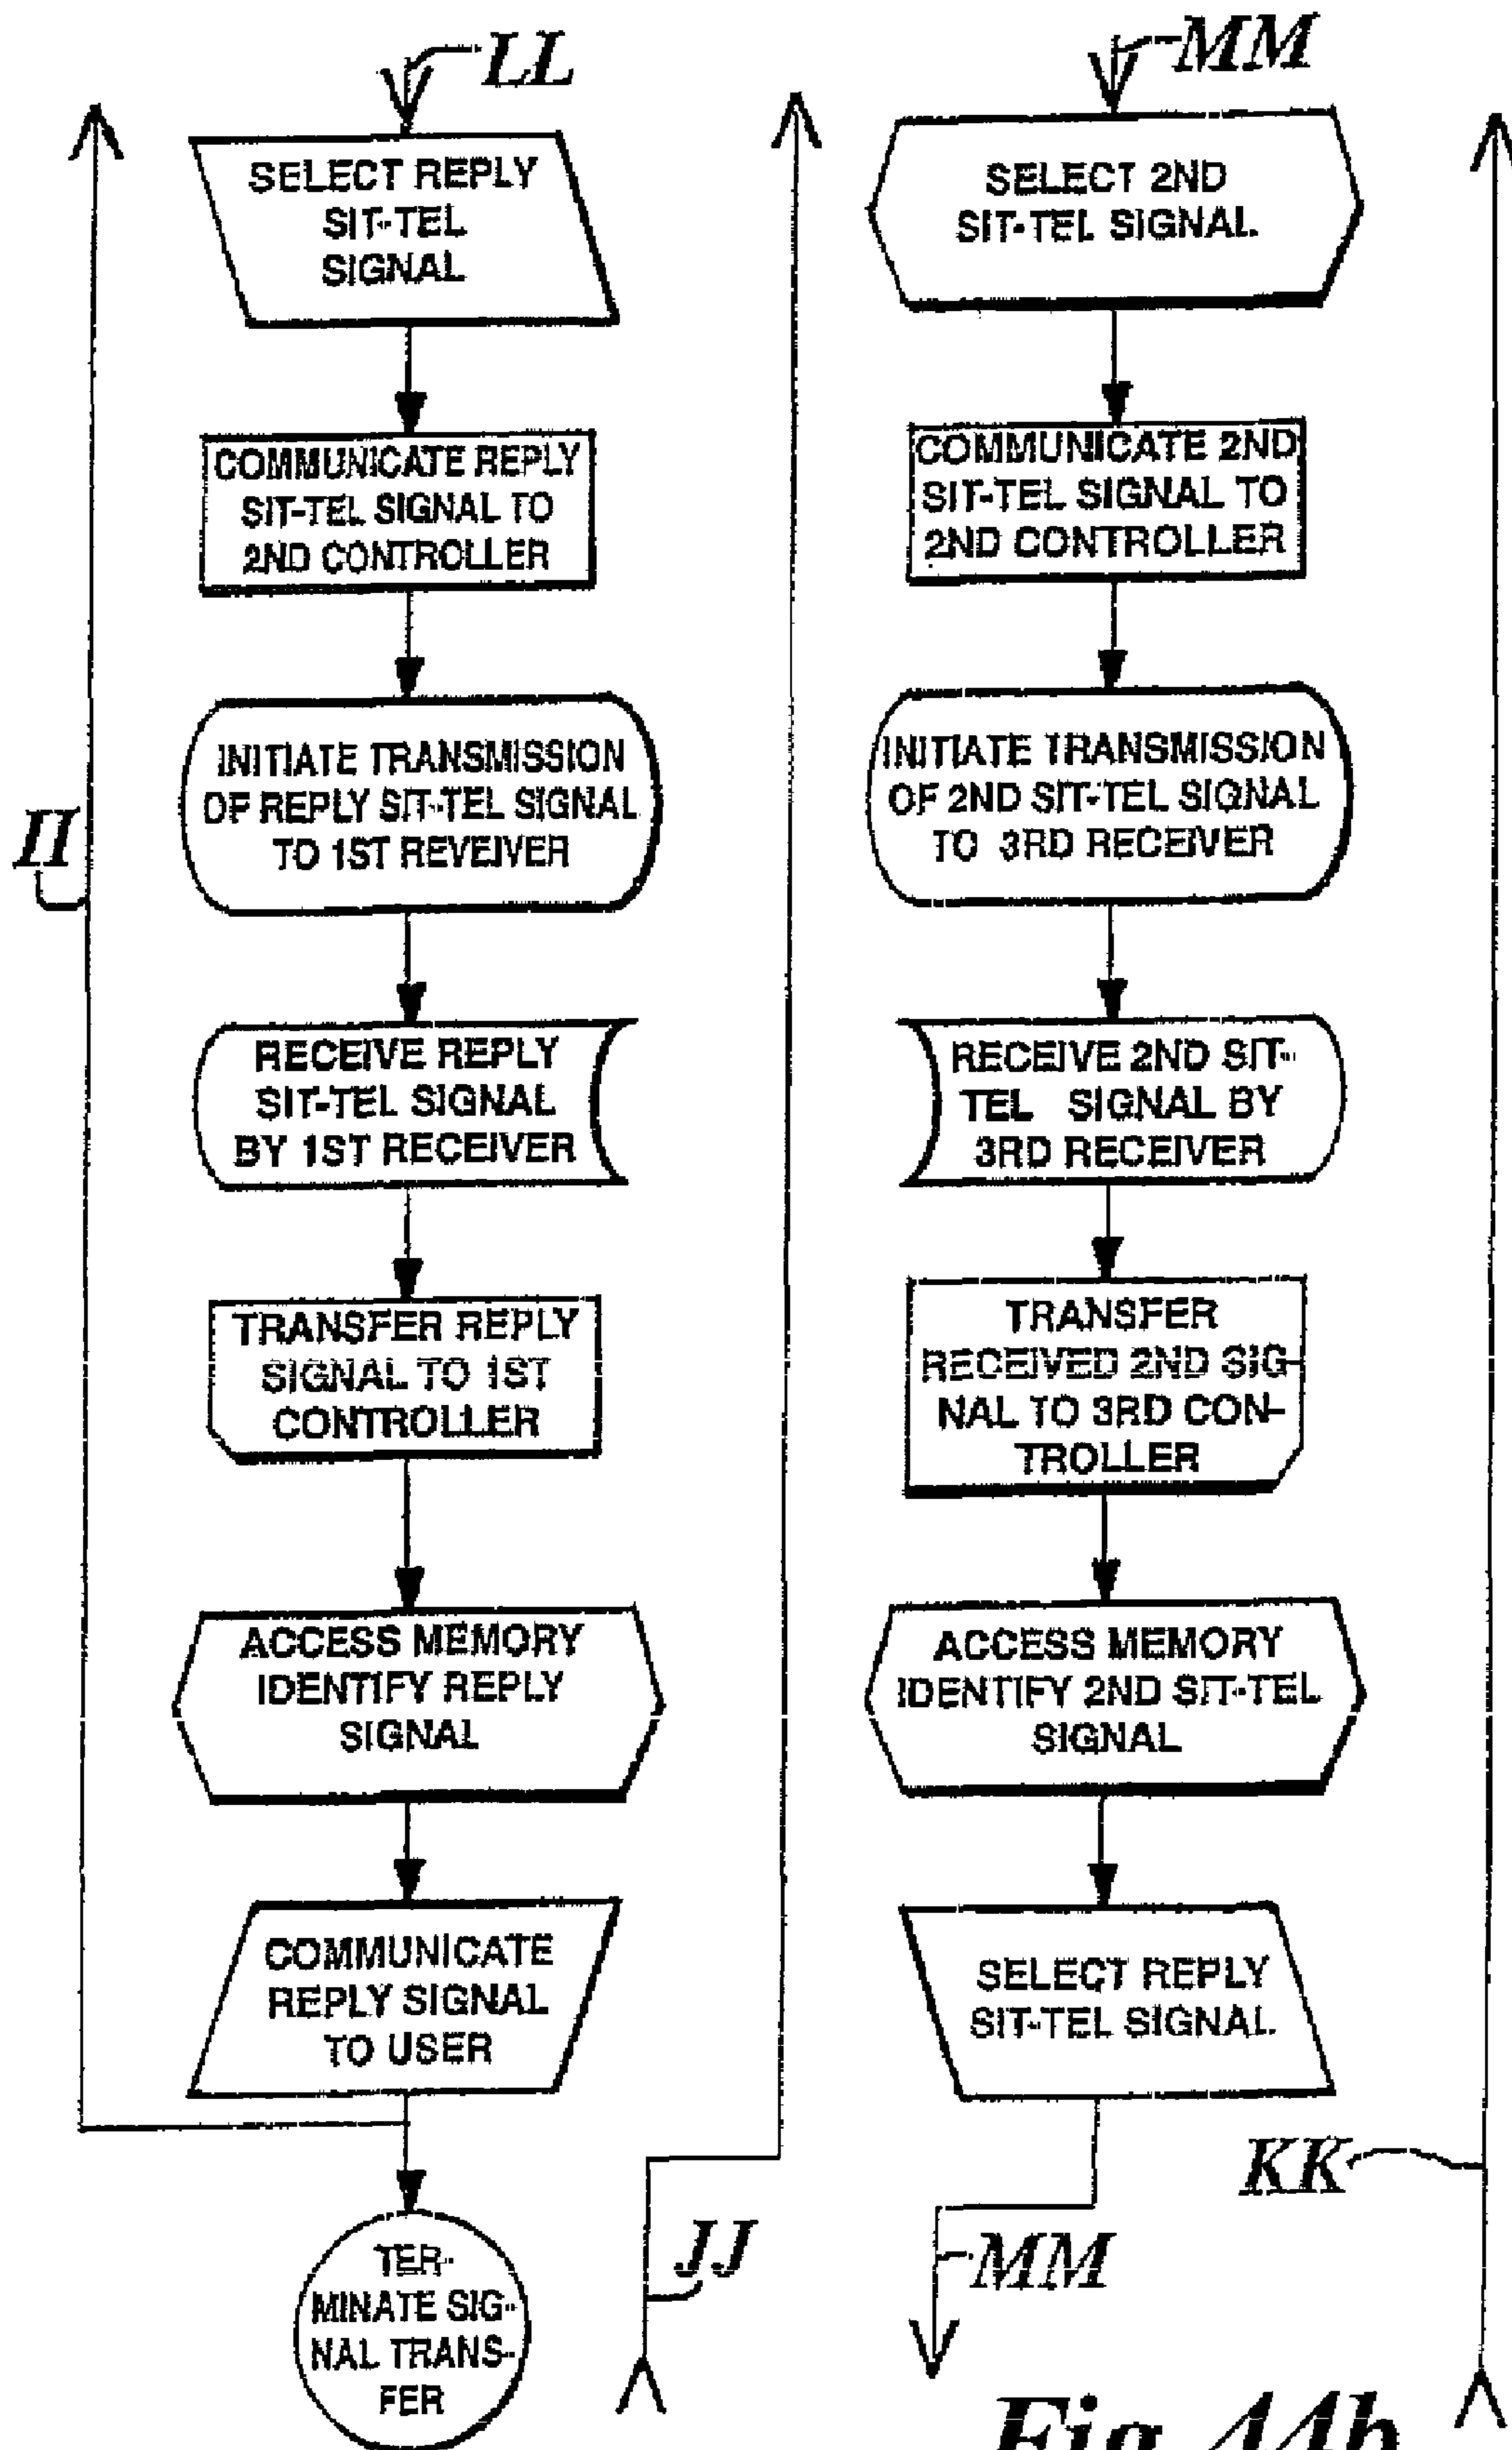 LL
SELECT REPLY
SIT-TEL
SIGNAL
COMMUNICATE REPLY
SIT-TEL SIGNAL TO
2ND CONTROLLER
INITIATE TRANSMISSION
OF REPLY SIT-TEL SIGNAL
TO 1ST REVEIVER
II
RECEIVE REPLY
SIT-TEL SIGNAL
BY 1ST RECEIVER
TRANSFER REPLY
SIGNAL TO 1ST
CONTROLLER
ACCESS MEMORY
IDENTIFY REPLY
SIGNAL
COMMUNICATE
REPLY SIGNAL
TO USER
TER-
MINATE SIG-
NAL TRANS-
FER
JJ
MM
SELECT 2ND
SIT-TEL SIGNAL
COMMUNICATE 2ND
SIT-TEL SIGNAL TO
2ND CONTROLLER
INITIATE TRANSMISSION
OF 2ND SIT-TEL SIGNAL
TO 3RD RECEIVER
RECEIVE 2ND SIT-
TEL SIGNAL BY
3RD RECEIVER
TRANSFER
RECEIVED 2ND SIG-
NAL TO 3RD CON-
TROLLER
ACCESS MEMORY
IDENTIFY 2ND SIT-TEL
SIGNAL
SELECT REPLY
SIT-TEL SIGNAL
KK
MM
Fig 44b